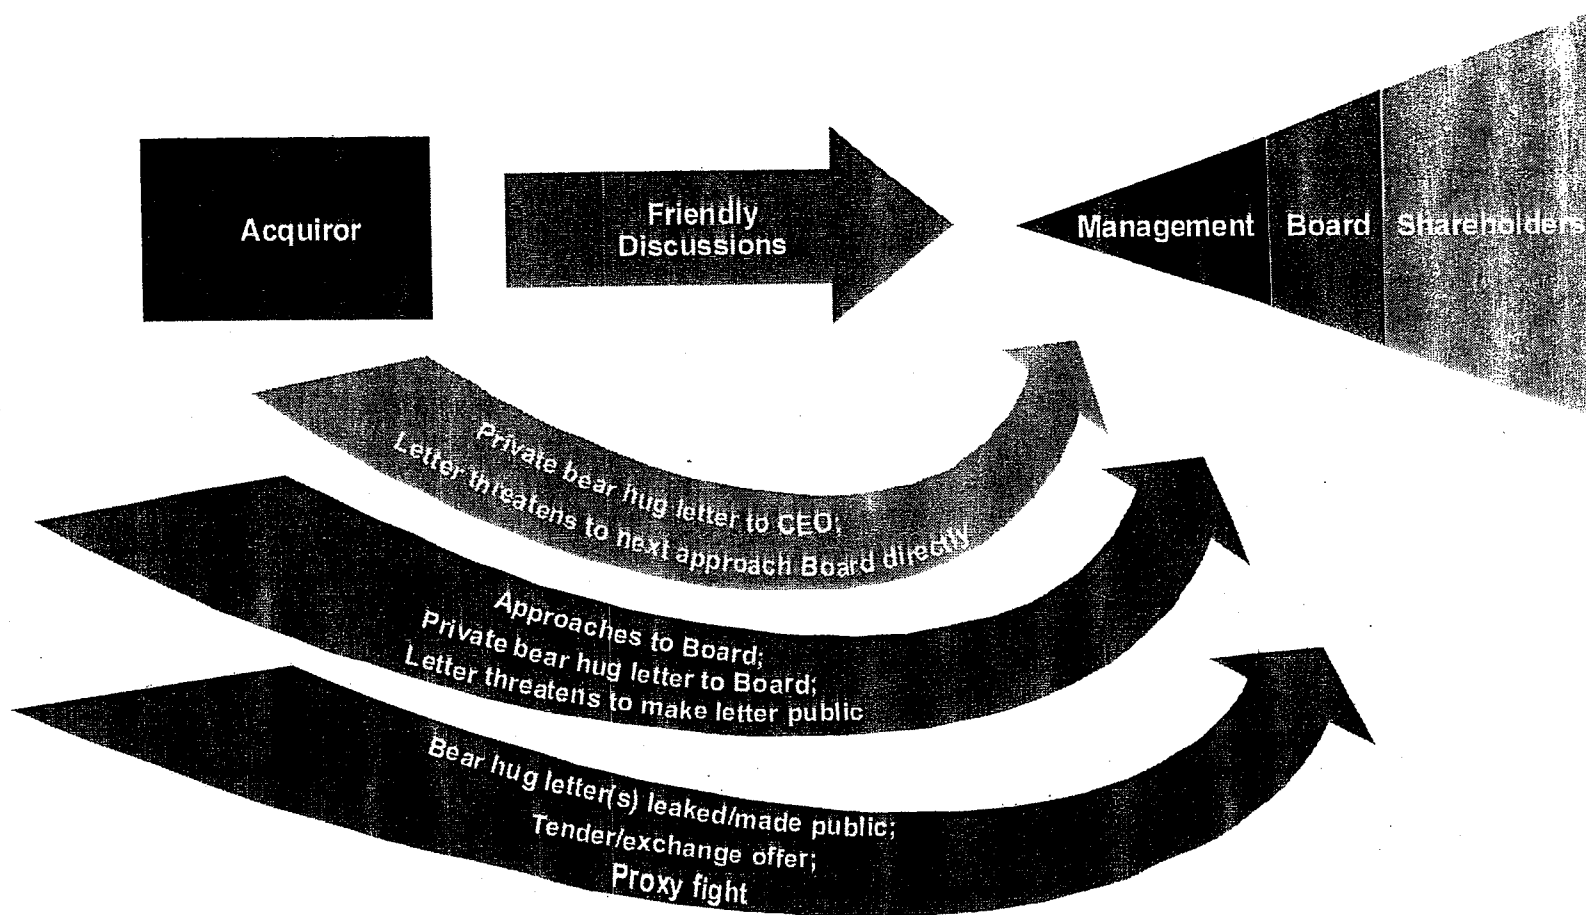 Acquiror
Friendly
Discussions
Management
Board
Shareholders
Private bear hug letter to CEO;
Letter threatens to next approach Board directly
Approaches to Board;
Private bear hug letter to Board;
Letter threatens to make letter public
Bear hug letter(s) leaked/made public;
Tender/exchange offer;
Proxy fight